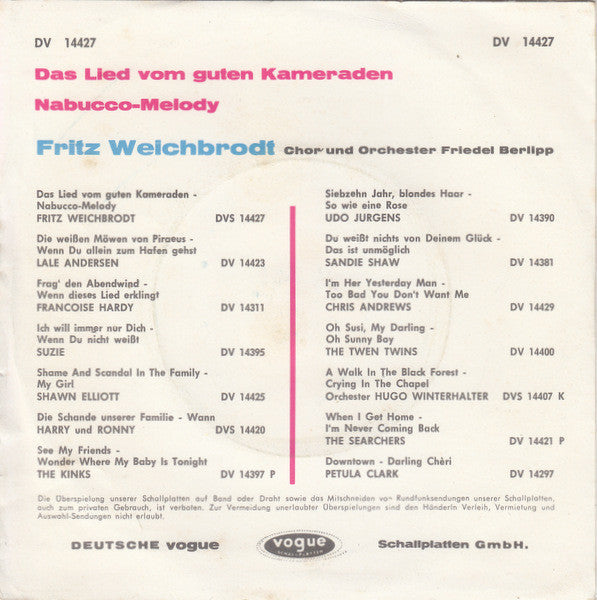 DV 14427
DV 14427
Das Lied vom guten Kameraden
Nabucco-Melody
Fritz Weichbrodt Chor und Orchester Friedel Berlipp
Das Lied vom guten Kameraden -
Nabucco-Melody
FRITZ WEICHBRODT DVS 14427
Die weißen Möwen von Piraeus -
Wenn Du allein zum Hafen gehst
LALE ANDERSEN DV 14423
Frag' den Abendwind -
Wenn dieses Lied erklingt
FRANCOISE HARDY DV 14311
Ich will immer nur Dich -
Wenn Du nicht weißt
SUZIE DV 14395
Shame And Scandal In The Family -
My Girl
SHAWN ELLIOTT DV 14425
Die Schande unserer Familie - Wann
HARRY und RONNY DVS 14420
See My Friends -
Wonder Where My Baby Is Tonight
THE KINKS DV 14397 P
Siebzehn Jahr, blondes Haar -
So wie eine Rose
UDO JURGENS DV 14390
Du weißt nichts von Deinem Glück -
Das ist unmöglich
SANDIE SHAW DV 14381
I'm Her Yesterday Man -
Too Bad You Don't Want Me
CHRIS ANDREWS DV 14429
Oh Susi, My Darling -
Oh Sunny Bay
THE TWEN TWINS DV 14400
A Walk In The Black Forest -
Crying In The Chapel
Orchester HUGO WINTERHALTER DVS 14407 K
When I Get Home -
I'm Never Coming Back
THE SEARCHERS DV 14421 P
Downtown - Darling Chèri
PETULA CLARK DV 14297
Die Überspielung unserer Schallplatten auf Band oder Draht sowie das Mitschneiden von Rundfunksendungen unserer Schallplatten,
auch zum privaten Gebrauch, ist verboten. Zur Vermeidung unerlaubter Überspielungen sind den Händlern Verleih, Vermietung und
Auswahl-Sendungen nicht erlaubt.
DEUTSCHE vogue vogue Schallplatten GmbH.
SCHALLPLATTEN